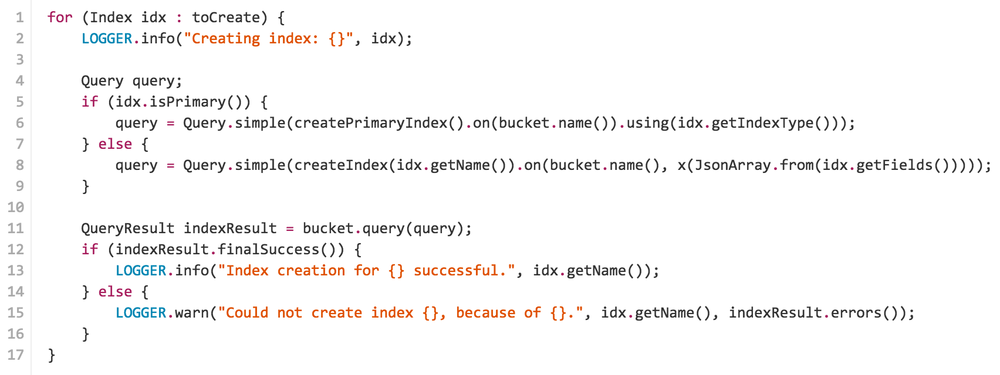 1 for (Index idx : toCreate) {
2     LOGGER.info("Creating index: {}", idx);
3
4     Query query;
5     if (idx.isPrimary()) {
6         query = Query.simple(createPrimaryIndex().on(bucket.name()).using(idx.getIndexType()));
7     } else {
8         query = Query.simple(createIndex(idx.getName()).on(bucket.name(), x(JsonArray.from(idx.getFields()))));
9     }
10
11     QueryResult indexResult = bucket.query(query);
12     if (indexResult.finalSuccess()) {
13         LOGGER.info("Index creation for {} successful.", idx.getName());
14     } else {
15         LOGGER.warn("Could not create index {}, because of {}.", idx.getName(), indexResult.errors());
16     }
17 }